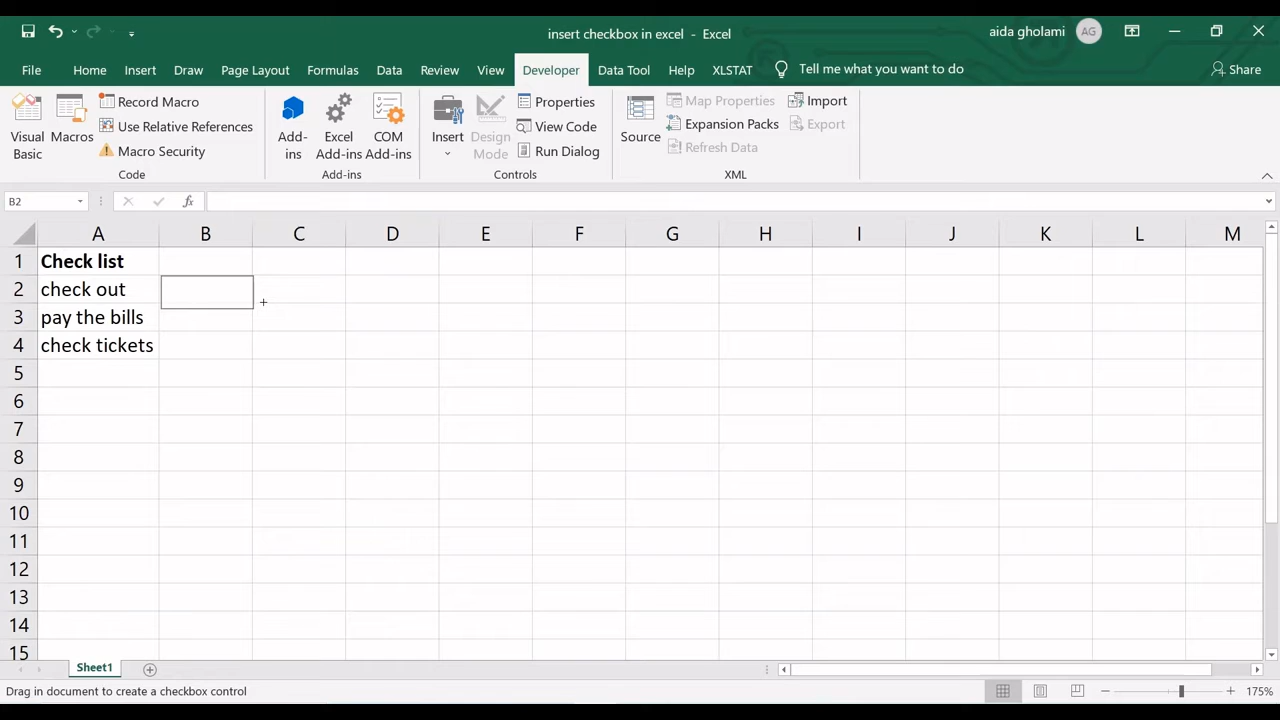 insert checkbox in excel - Excel
aida gholami AG
File Home Insert Draw Page Layout Formulas Data Review View Developer Data Tool Help XLSTAT Tell me what you want to do Share
Visual Basic
Macros
Record Macro
Use Relative References
Macro Security
Code
Add-ins
Excel Add-ins
COM Add-ins
Add-ins
Insert
Design Mode
Properties
View Code
Run Dialog
Controls
Source
Map Properties
Expansion Packs
Refresh Data
Import
Export
XML
B2 fx
A B C D E F G H I J K L M
1 Check list
2 check out
3 pay the bills
4 check tickets
5
6
7
8
9
10
11
12
13
14
15
Sheet1
Drag in document to create a checkbox control 175%